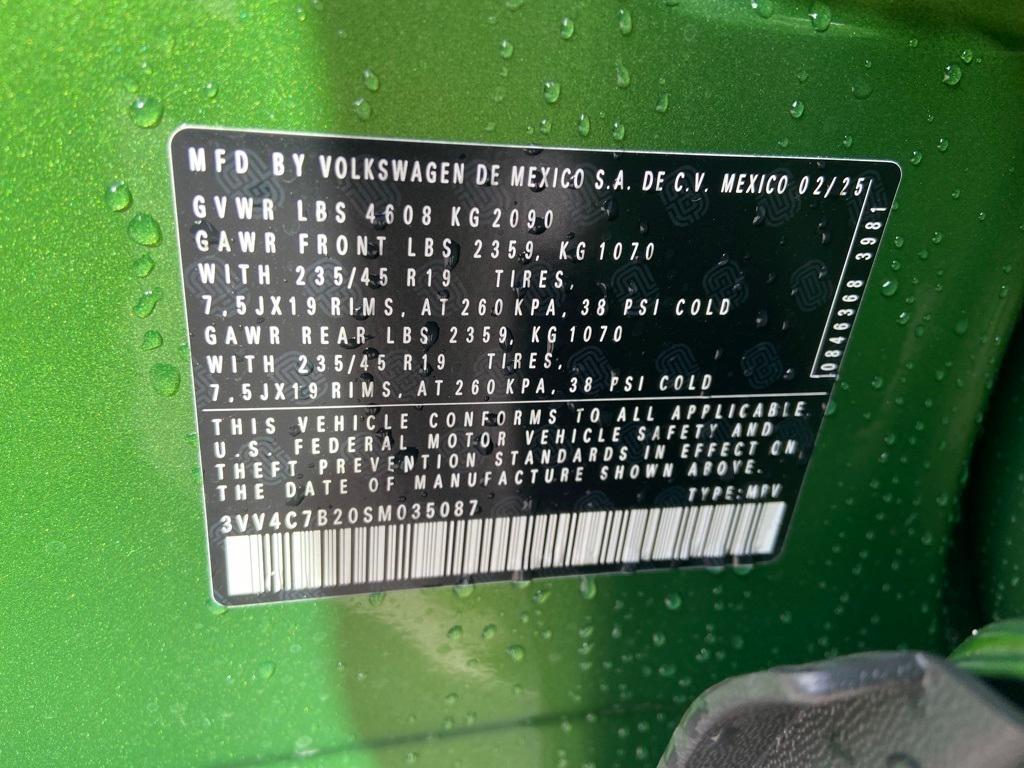 MFD BY VOLKSWAGEN DE MEXICO S.A. DE C.V. MEXICO 02/25
GVWR LBS 4608 KG 2090
GAWR FRONT LBS 2359, KG 1070
WITH 235/45 R19 TIRES,
7,5JX19 RIMS, AT 260 KPA, 38 PSI COLD
GAWR REAR LBS 2359, KG 1070
WITH 235/45 R19 TIRES,
7,5JX19 RIMS, AT 260 KPA, 38 PSI COLD
0846368 3981
THIS VEHICLE CONFORMS TO ALL APPLICABLE
U.S. FEDERAL MOTOR VEHICLE SAFETY AND
THEFT PREVENTION STANDARDS IN EFFECT ON
THE DATE OF MANUFACTURE SHOWN ABOVE.
TYPE: MPV
3VV4C7B20SM035087